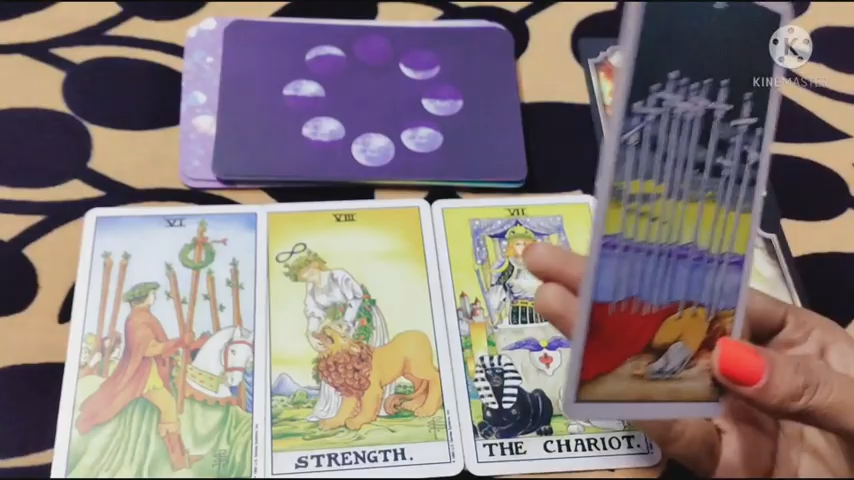 K
KINEMASTER
VI
VIII
VII
STRENGTH.
THE CHARIOT.